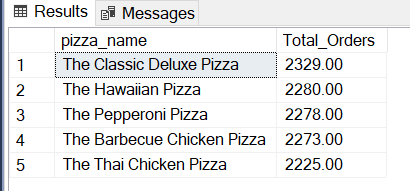 Results Messages
pizza_name Total_Orders
1 The Classic Deluxe Pizza 2329.00
2 The Hawaiian Pizza 2280.00
3 The Pepperoni Pizza 2278.00
4 The Barbecue Chicken Pizza 2273.00
5 The Thai Chicken Pizza 2225.00